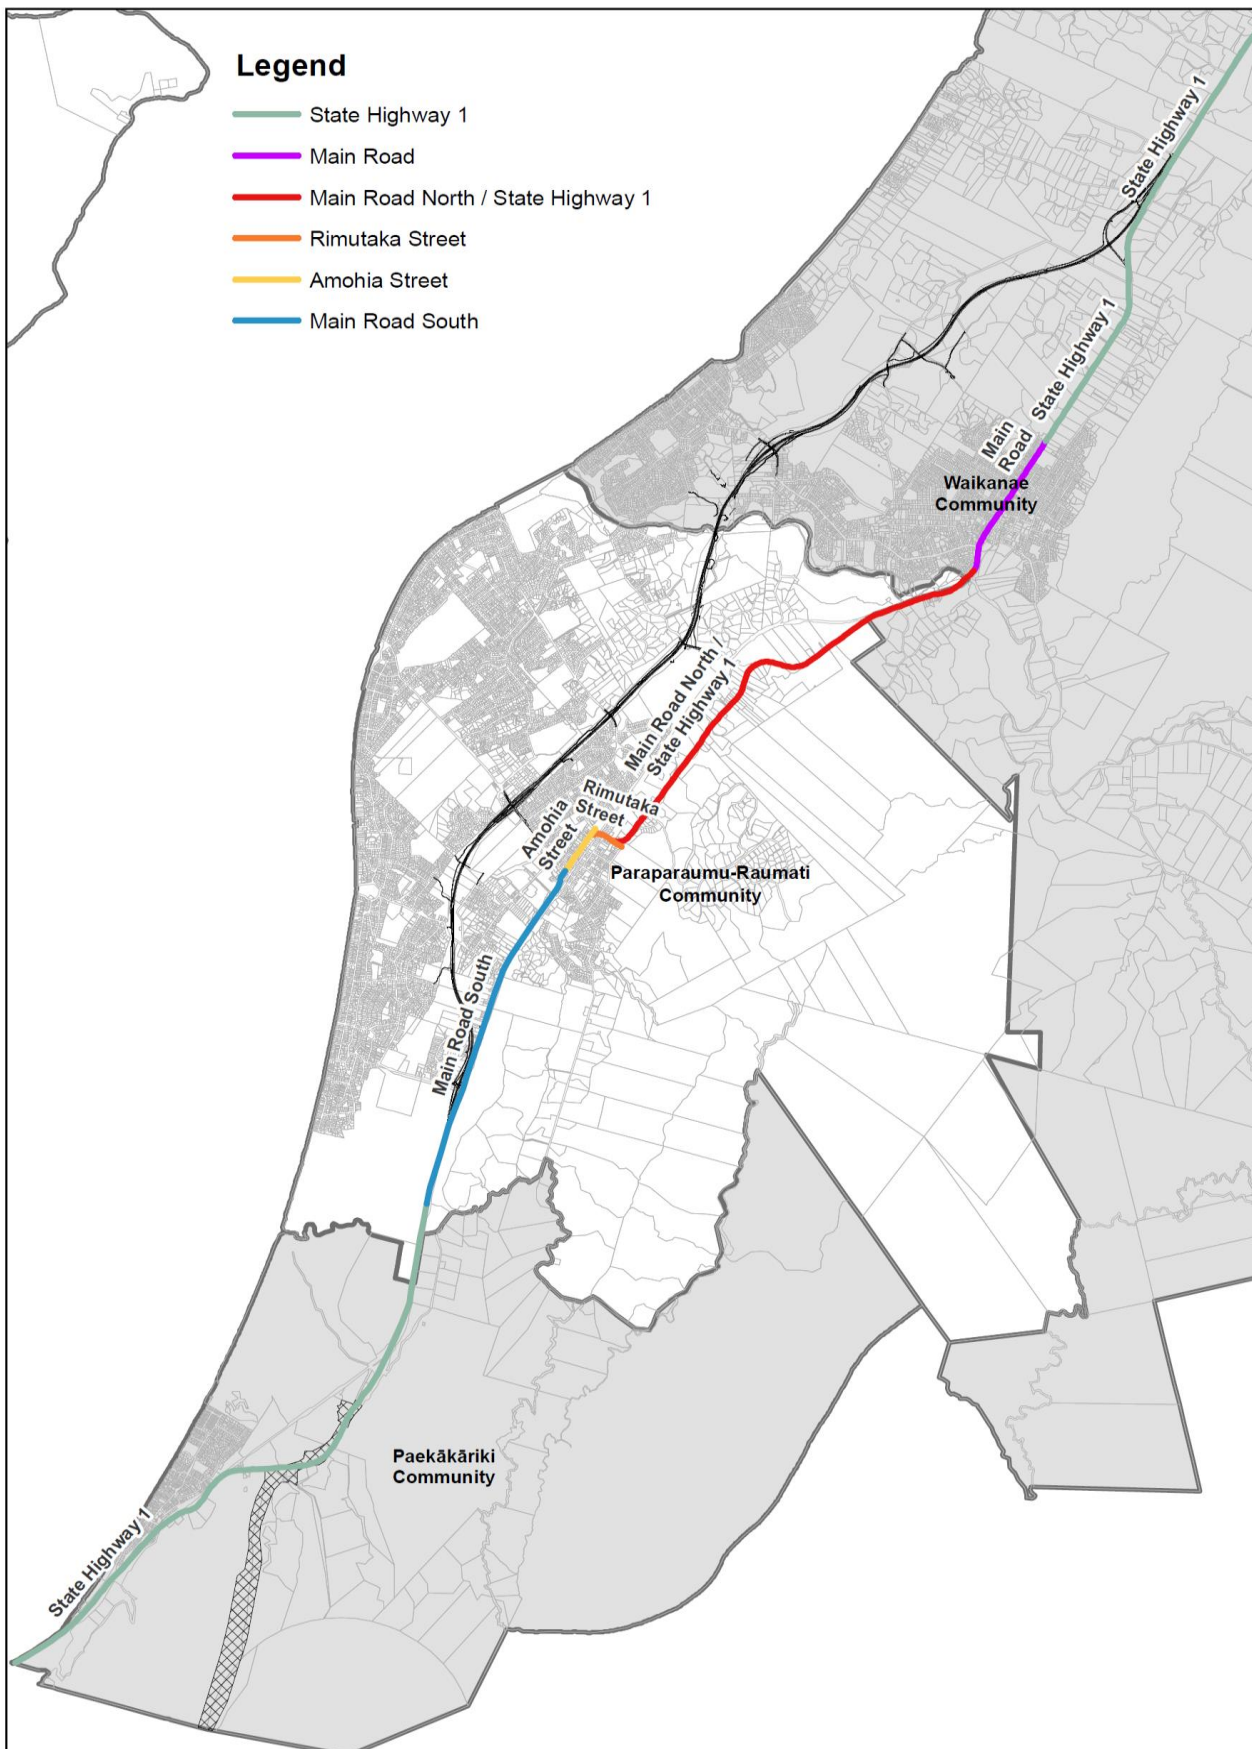 Legend
State Highway 1
Main Road
Main Road North / State Highway 1
Rimutaka Street
Amohia Street
Main Road South
State Highway 1
State Highway 1
Main
Road
Waikanae
Community
Main Road North /
State Highway 1
Rimutaka
Street
Amohia
Street
Paraparaumu-Raumati
Community
Main Road South
Paekākāriki
Community
State Highway 1